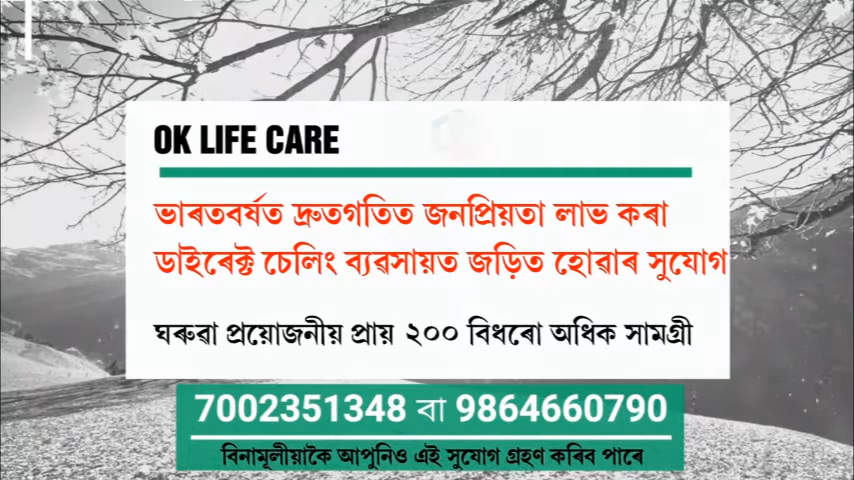 OK LIFE CARE
ভাৰতবৰ্ষত দ্ৰুতগতিত জনপ্ৰিয়তা লাভ কৰা
ডাইৰেক্ট চেলিং ব্যৱসায়ত জড়িত হোৱাৰ সুযোগ
ঘৰুৱা প্ৰয়োজনীয় প্ৰায় ২০০ বিধৰো অধিক সামগ্ৰী
7002351348 বা 9864660790
বিনামূলীয়াকৈ আপুনিও এই সুযোগ গ্ৰহণ কৰিব পাৰে